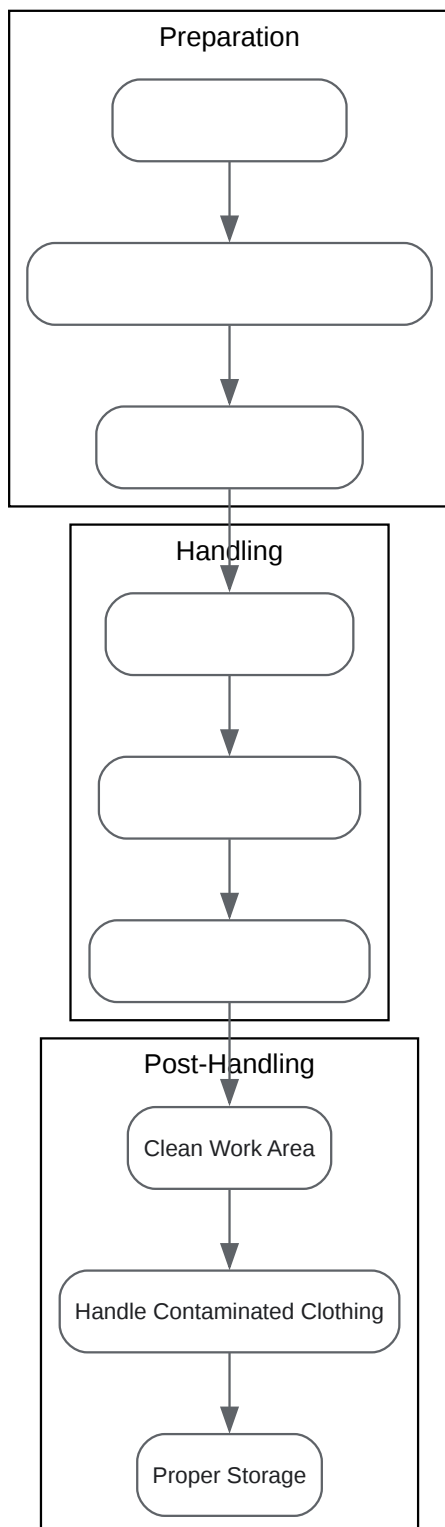 Preparation
Handling
Post-Handling
Clean Work Area
Handle Contaminated Clothing
Proper Storage